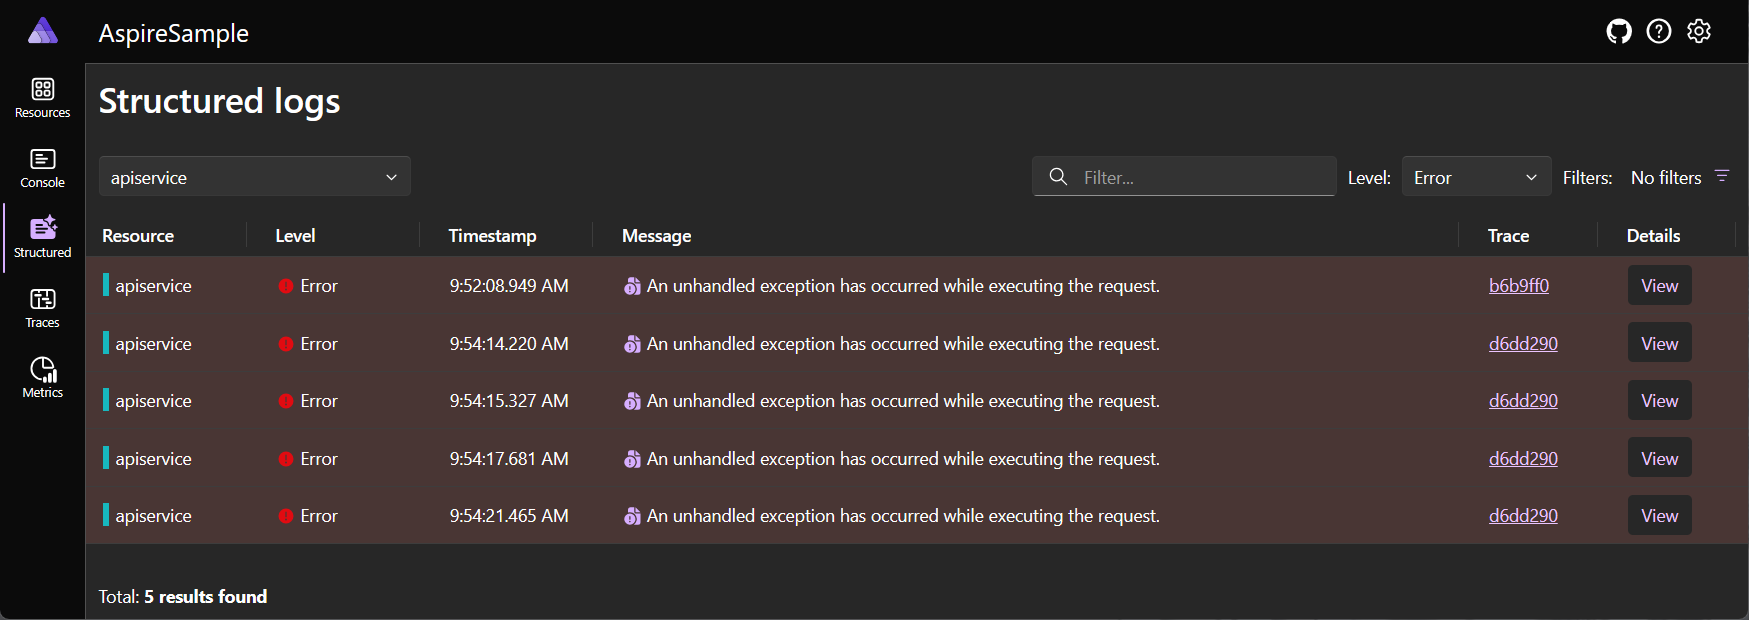 AspireSample
Resources
Console
Structured
Traces
Metrics
Structured logs
apiservice Filter... Level: Error Filters: No filters
Resource Level Timestamp Message Trace Details
apiservice Error 9:52:08.949 AM An unhandled exception has occurred while executing the request. b6b9ff0 View
apiservice Error 9:54:14.220 AM An unhandled exception has occurred while executing the request. d6dd290 View
apiservice Error 9:54:15.327 AM An unhandled exception has occurred while executing the request. d6dd290 View
apiservice Error 9:54:17.681 AM An unhandled exception has occurred while executing the request. d6dd290 View
apiservice Error 9:54:21.465 AM An unhandled exception has occurred while executing the request. d6dd290 View
Total: 5 results found